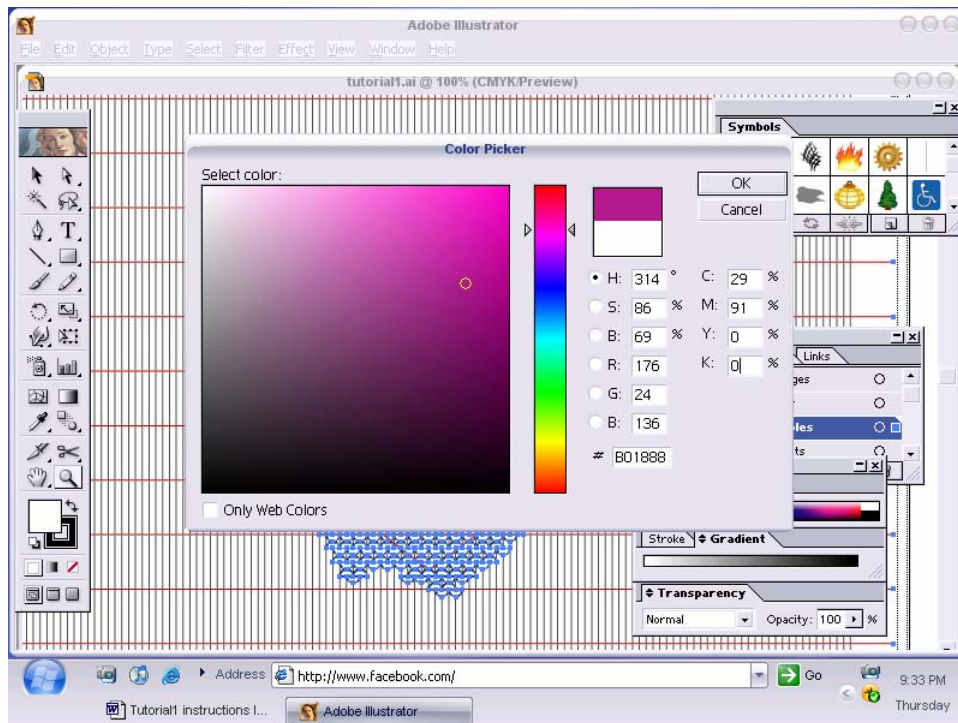 Adobe Illustrator
File Edit Object Type Select Filter Effect View Window Help
tutorial1.ai @ 100% (CMYK/Preview)
Symbols
Color Picker
Select color:
OK
Cancel
H: 314 ° C: 29 %
S: 86 % M: 91 %
B: 69 % Y: 0 %
R: 176 K: 0 %
G: 24
B: 136
# B01888
Only Web Colors
Links
Stroke Gradient
Transparency
Normal Opacity: 100 %
Address http://www.facebook.com/ Go
9:33 PM
Thursday
Tutorial1 instructions I... Adobe Illustrator